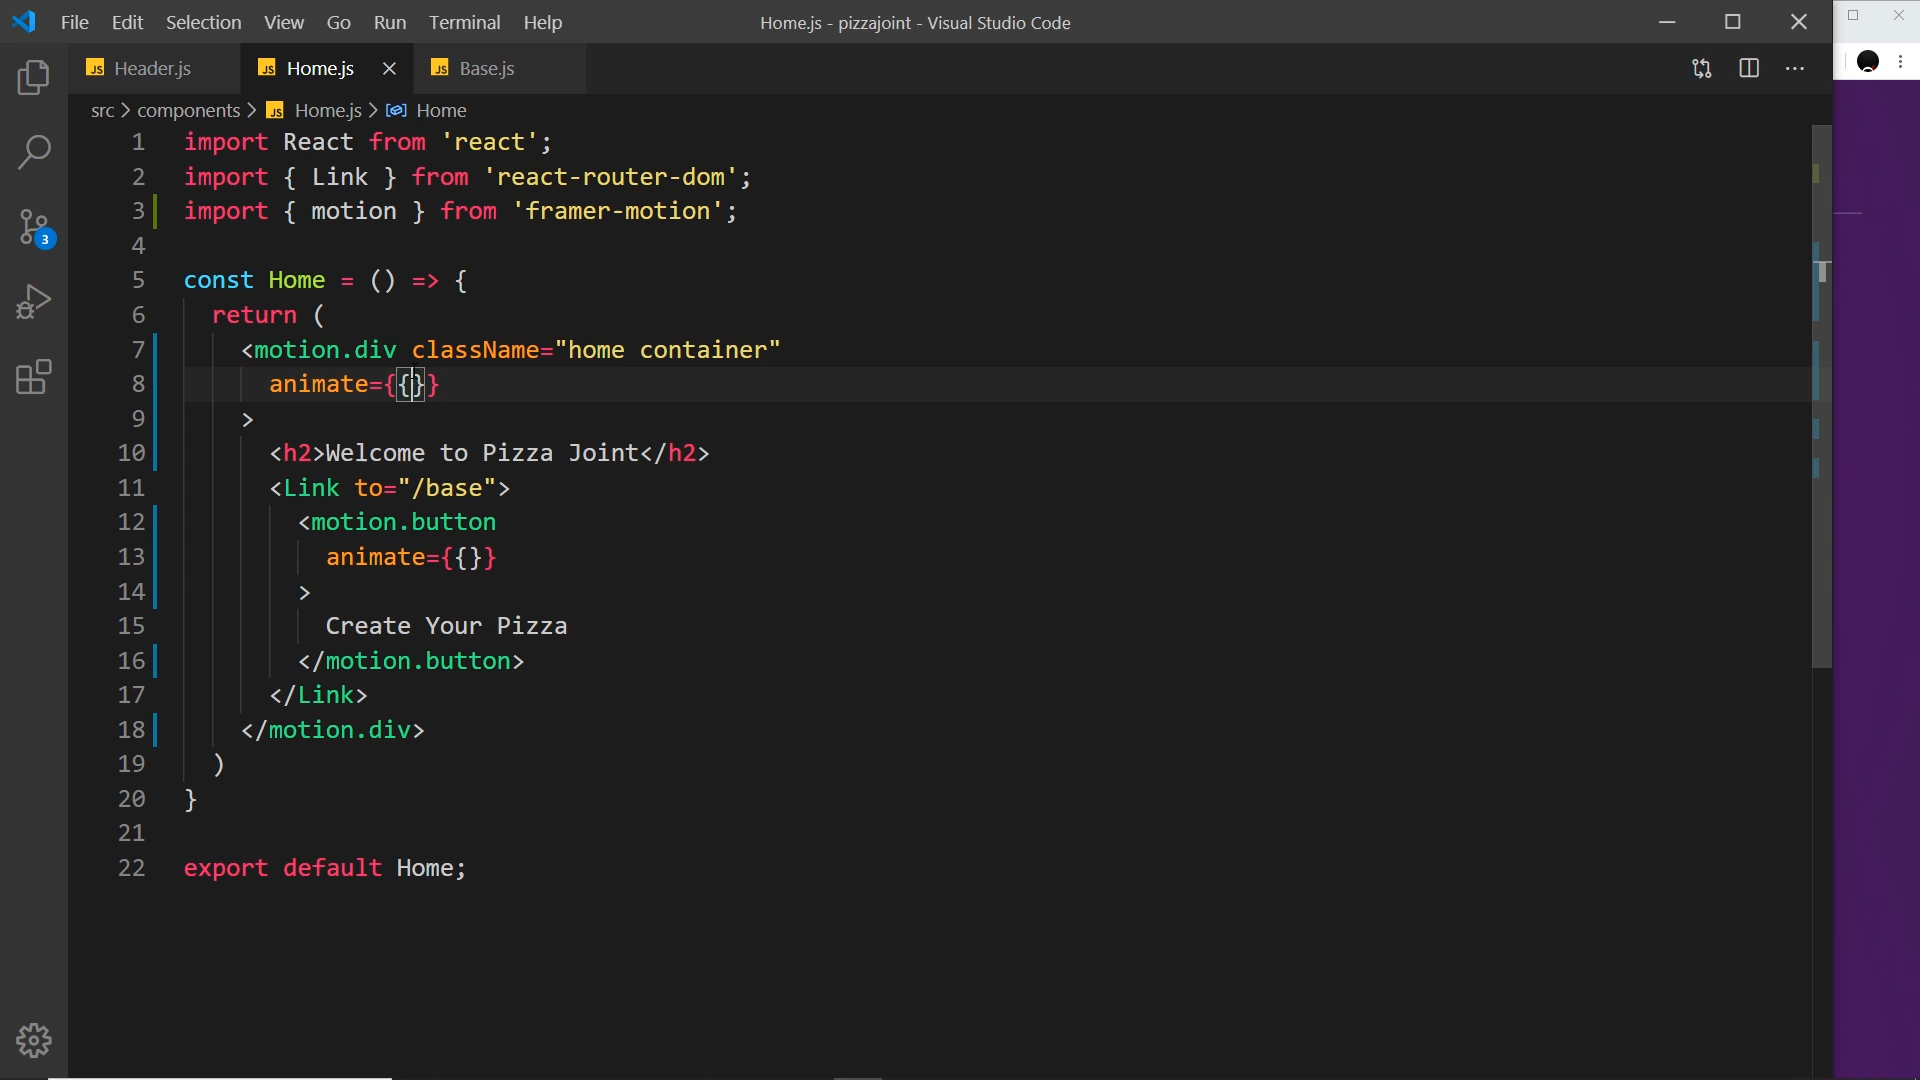 File Edit Selection View Go Run Terminal Help
Home.js - pizzajoint - Visual Studio Code
JS Header.js
JS Home.js
JS Base.js
src > components > JS Home.js > Home
1 import React from 'react';
2 import { Link } from 'react-router-dom';
3 import { motion } from 'framer-motion';
4
5 const Home = () => {
6 return (
7 <motion.div className="home container"
8 animate={{}}
9 >
10 <h2>Welcome to Pizza Joint</h2>
11 <Link to="/base">
12 <motion.button
13 animate={{}}
14 >
15 Create Your Pizza
16 </motion.button>
17 </Link>
18 </motion.div>
19 )
20 }
21
22 export default Home;
3